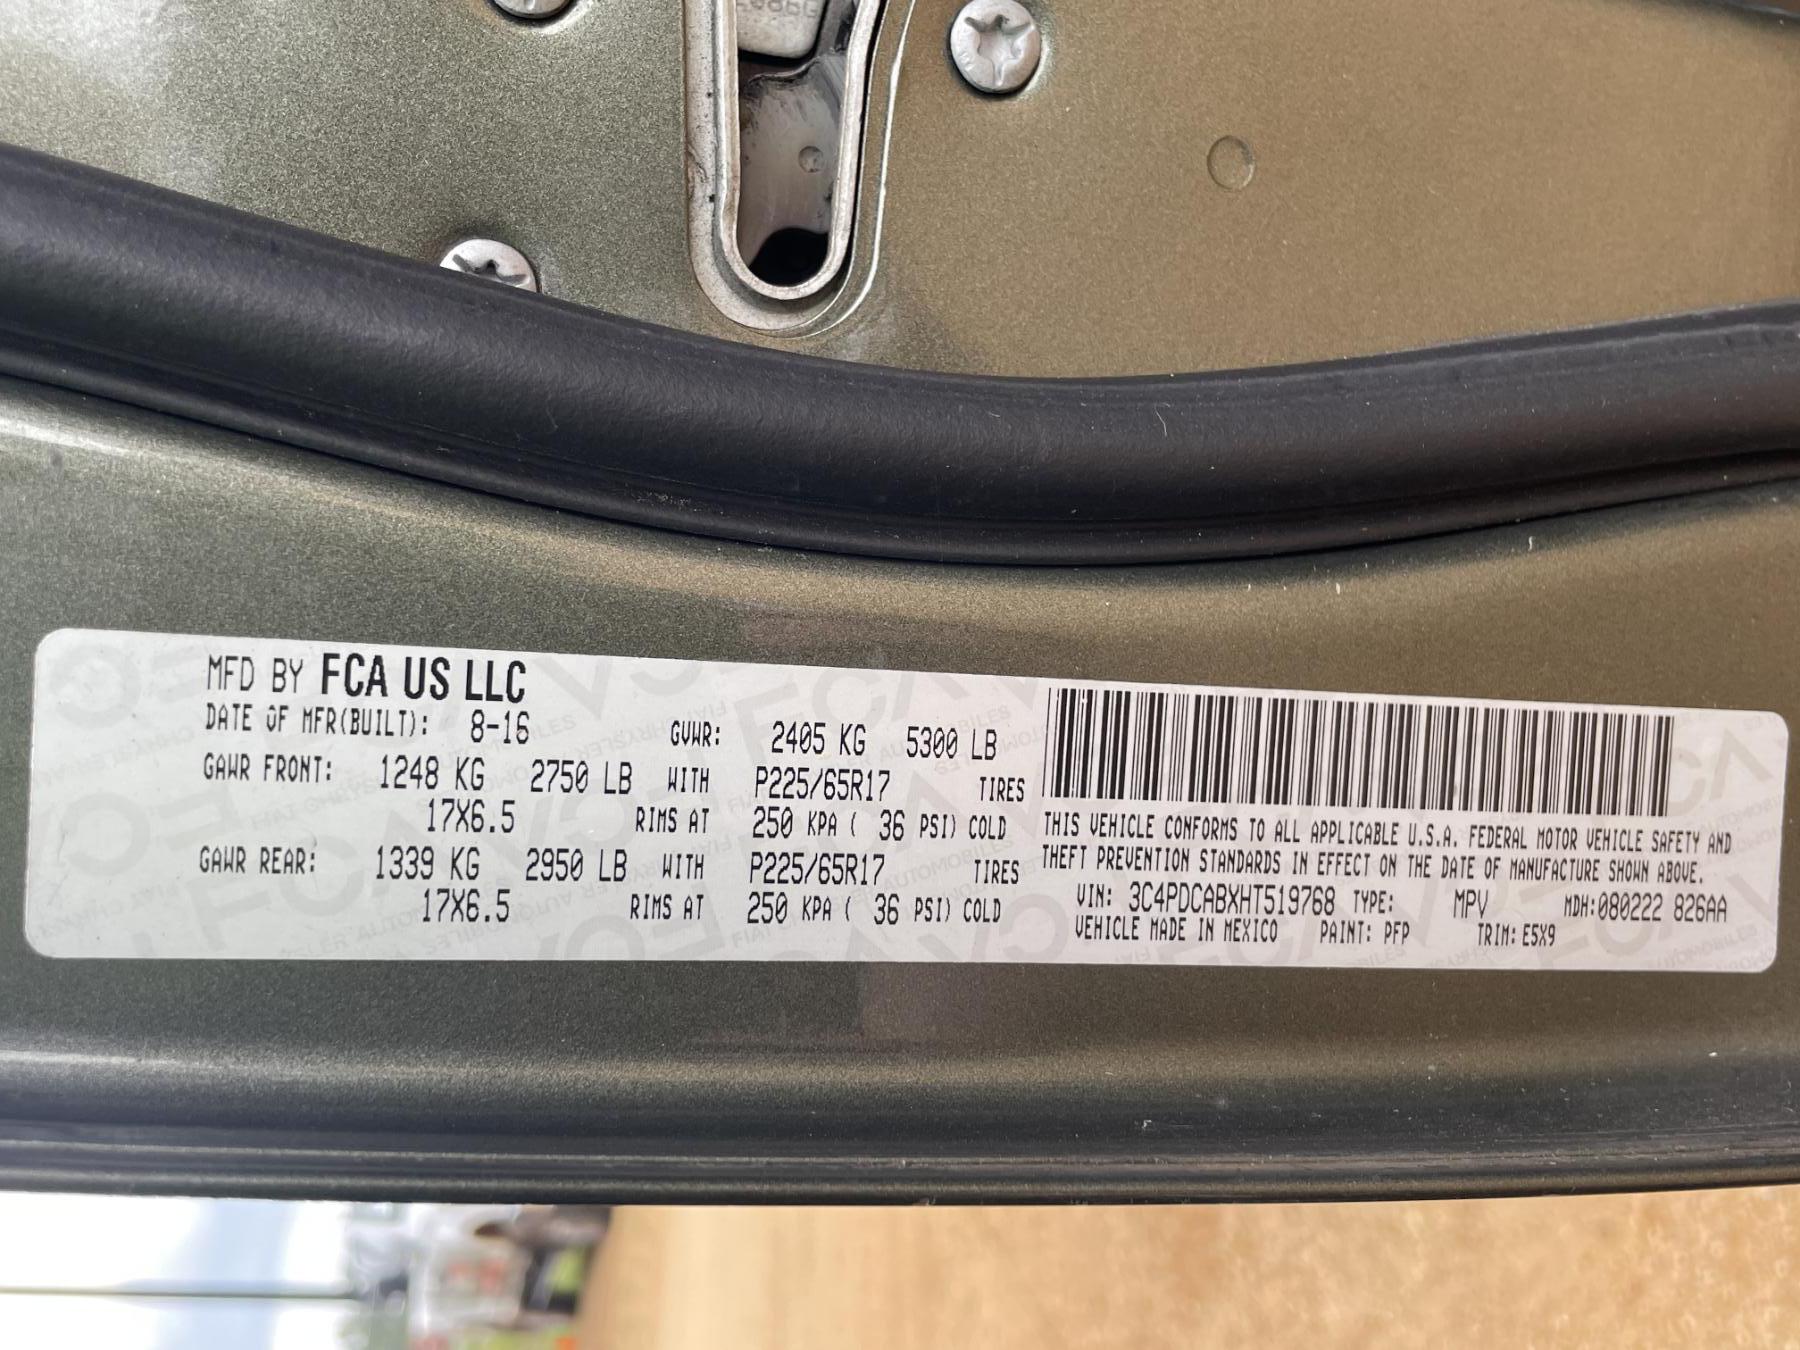 MFD BY FCA US LLC
DATE OF MFR(BUILT): 8-16 GVWR: 2405 KG 5300 LB
GAWR FRONT: 1248 KG 2750 LB WITH P225/65R17 TIRES
17X6.5 RIMS AT 250 KPA ( 36 PSI) COLD
GAWR REAR: 1339 KG 2950 LB WITH P225/65R17 TIRES
17X6.5 RIMS AT 250 KPA ( 36 PSI) COLD
THIS VEHICLE CONFORMS TO ALL APPLICABLE U.S.A. FEDERAL MOTOR VEHICLE SAFETY AND
THEFT PREVENTION STANDARDS IN EFFECT ON THE DATE OF MANUFACTURE SHOWN ABOVE.
VIN: 3C4PDCABXHT519768 TYPE: MPV MDH:080222 826AA
VEHICLE MADE IN MEXICO PAINT: PFP TRIM: E5X9